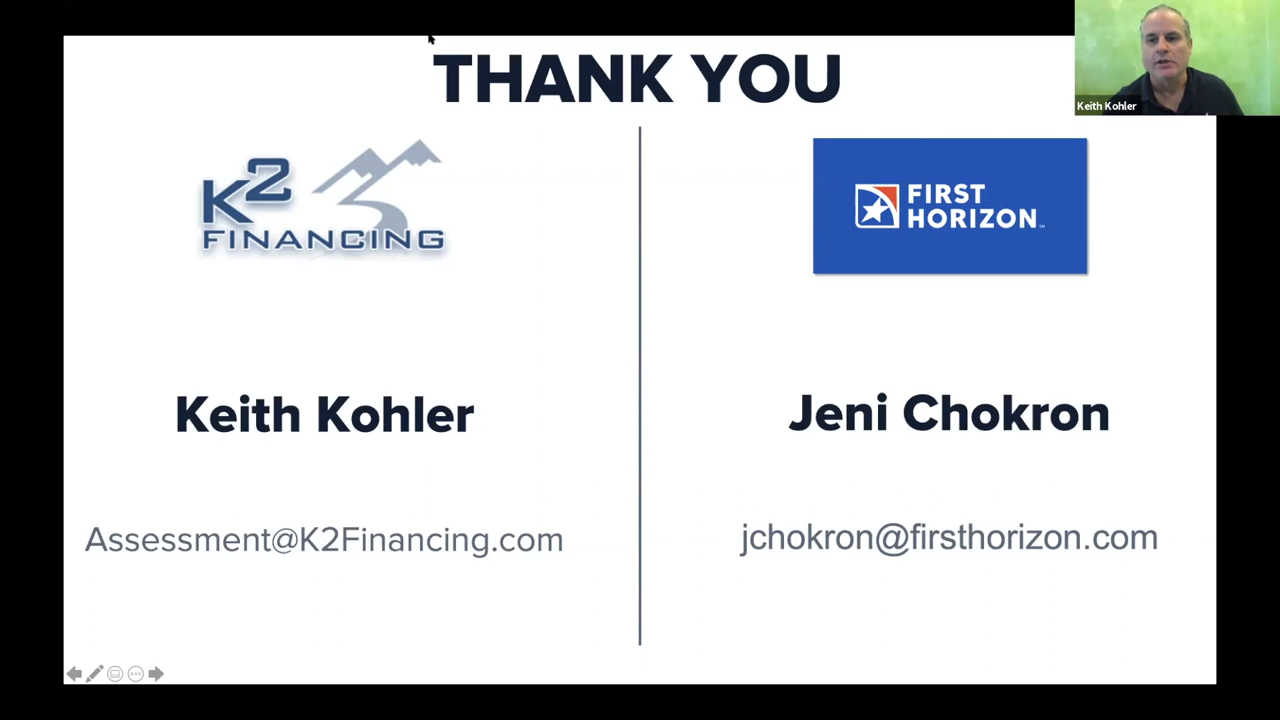 THANK YOU
Keith Kohler
K2
FINANCING
FIRST
HORIZON
Keith Kohler
Jeni Chokron
Assessment@K2Financing.com
jchokron@firsthorizon.com